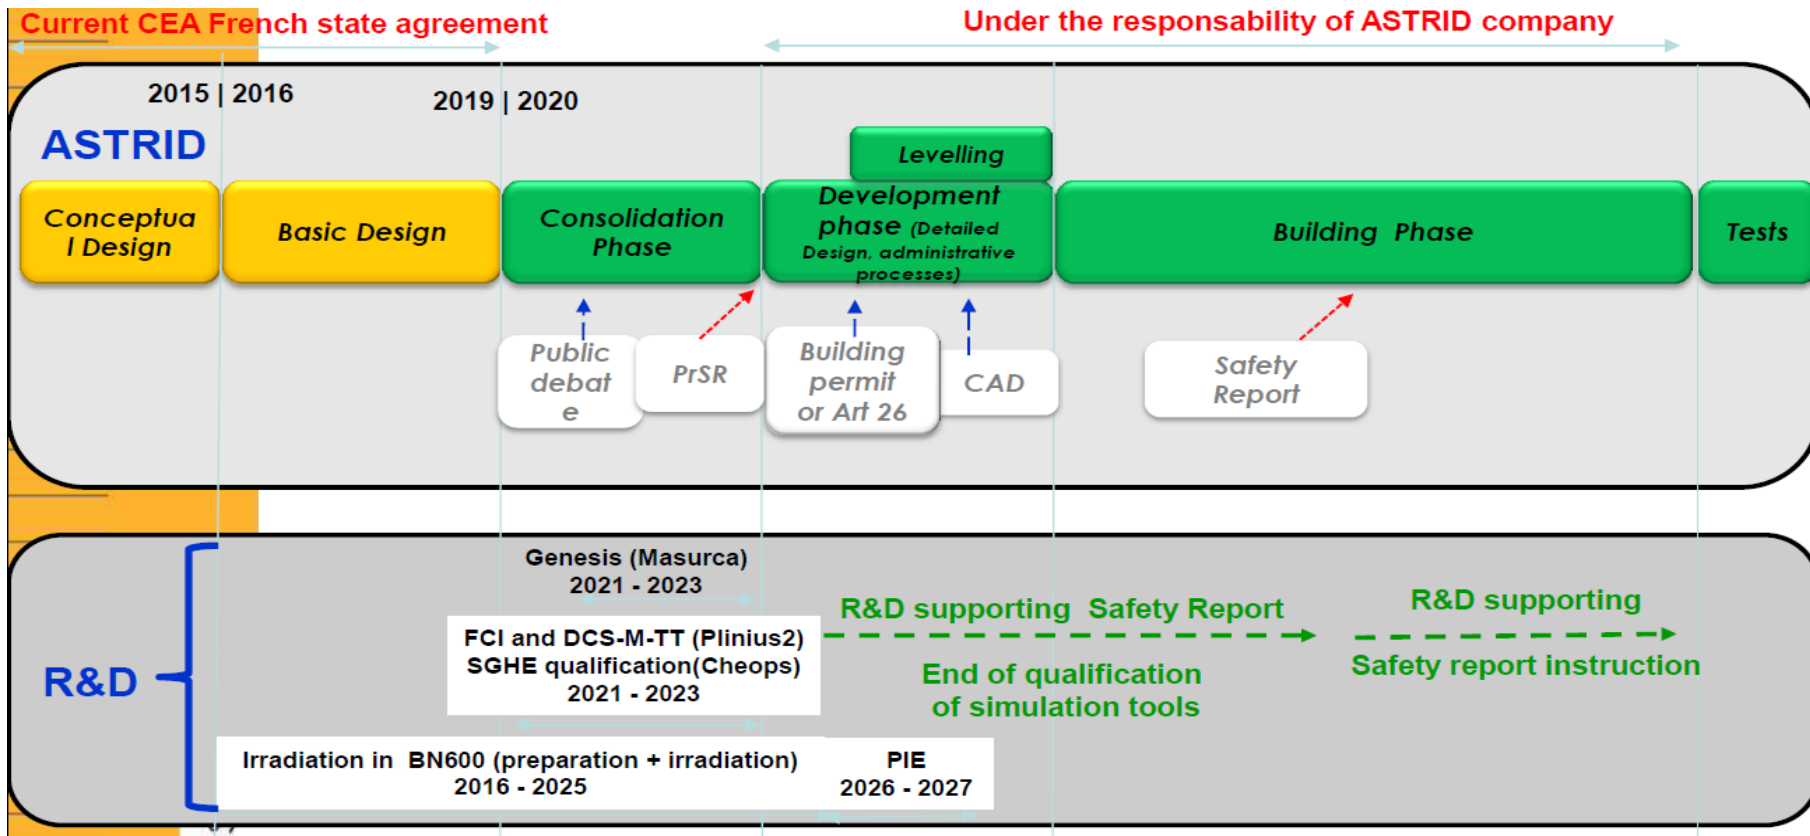 Current CEA French state agreement
Under the responsability of ASTRID company
2015 | 2016
2019 | 2020
ASTRID
Conceptua
l Design
Basic Design
Consolidation
Phase
Levelling
Development
phase (Detailed
Design, administrative
processes)
Building Phase
Tests
Public
debat
e
PrSR
Building
permit
or Art 26
CAD
Safety
Report
R&D
Genesis (Masurca)
2021 - 2023
FCI and DCS-M-TT (Plinius2)
SGHE qualification(Cheops)
2021 - 2023
Irradiation in BN600 (preparation + irradiation)
2016 - 2025
PIE
2026 - 2027
R&D supporting Safety Report
End of qualification
of simulation tools
R&D supporting
Safety report instruction